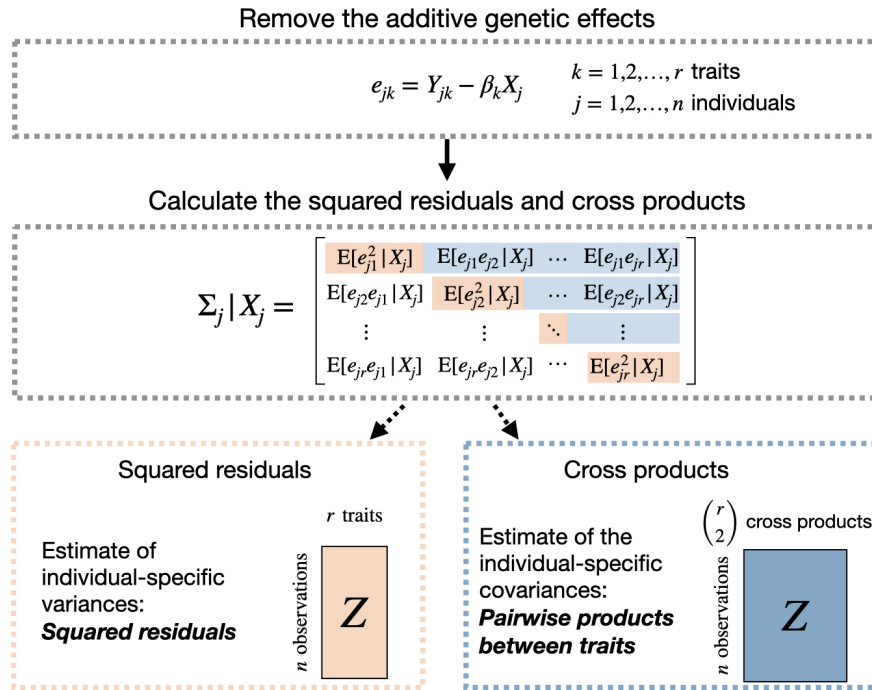 Remove the additive genetic effects
e_{jk} = Y_{jk} − β_k X_j
k = 1,2,…, r traits
j = 1,2,…, n individuals
Calculate the squared residuals and cross products
Σ_j | X_j =
E[e_{j1}^2 | X_j] E[e_{j1}e_{j2} | X_j] ⋯ E[e_{j1}e_{jr} | X_j]
E[e_{j2}e_{j1} | X_j] E[e_{j2}^2 | X_j] ⋯ E[e_{j2}e_{jr} | X_j]
⋮ ⋮ ⋱ ⋮
E[e_{jr}e_{j1} | X_j] E[e_{jr}e_{j2} | X_j] ⋯ E[e_{jr}^2 | X_j]
Squared residuals
r traits
Estimate of
individual-specific
variances:
Squared residuals
n observations
Z
Cross products
(r 2) cross products
Estimate of the
individual-specific
covariances:
Pairwise products
between traits
n observations
Z